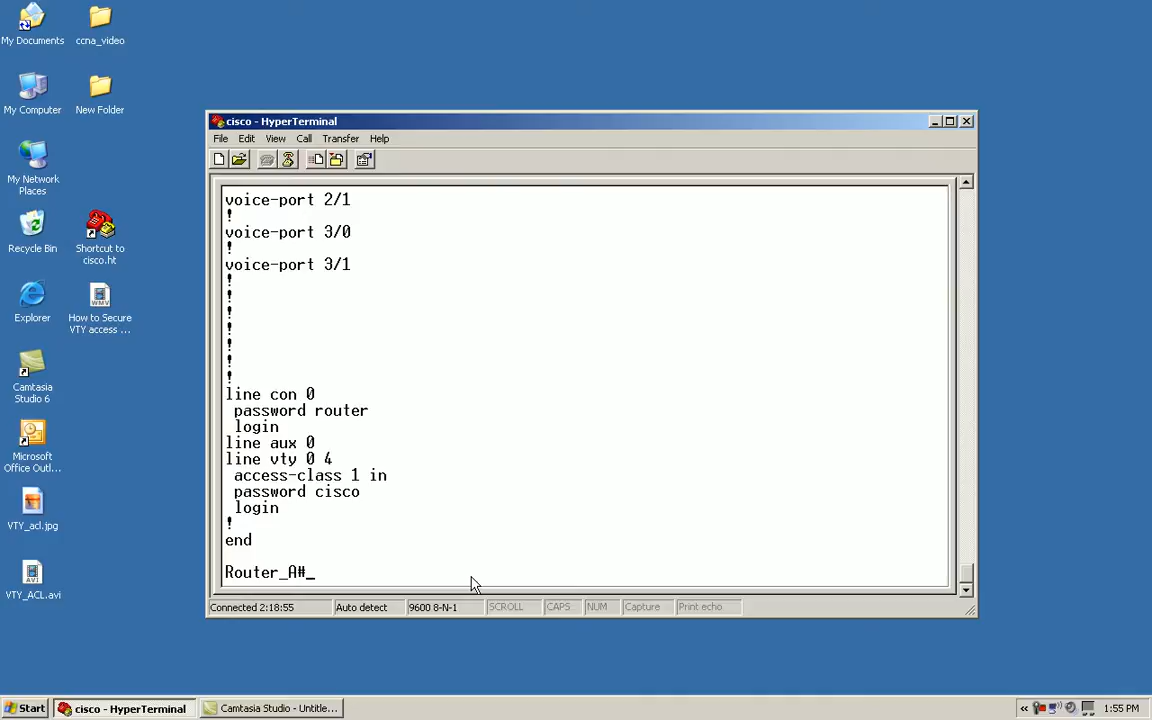 My Documents
ccna_video
My Computer
New Folder
My Network
Places
Recycle Bin
Shortcut to
cisco.ht
Explorer
How to Secure
VTY access ...
Camtasia
Studio 6
Microsoft
Office Outl...
VTY_acl.jpg
VTY_ACL.avi
cisco - HyperTerminal
File Edit View Call Transfer Help
voice-port 2/1
!
voice-port 3/0
!
voice-port 3/1
!
!
!
!
!
!
!
line con 0
password router
login
line aux 0
line vty 0 4
access-class 1 in
password cisco
login
!
end
Router_A#_
Connected 2:18:55 Auto detect 9600 8-N-1 SCROLL CAPS NUM Capture Print echo
Start cisco - HyperTerminal Camtasia Studio - Untitle... « 1:55 PM